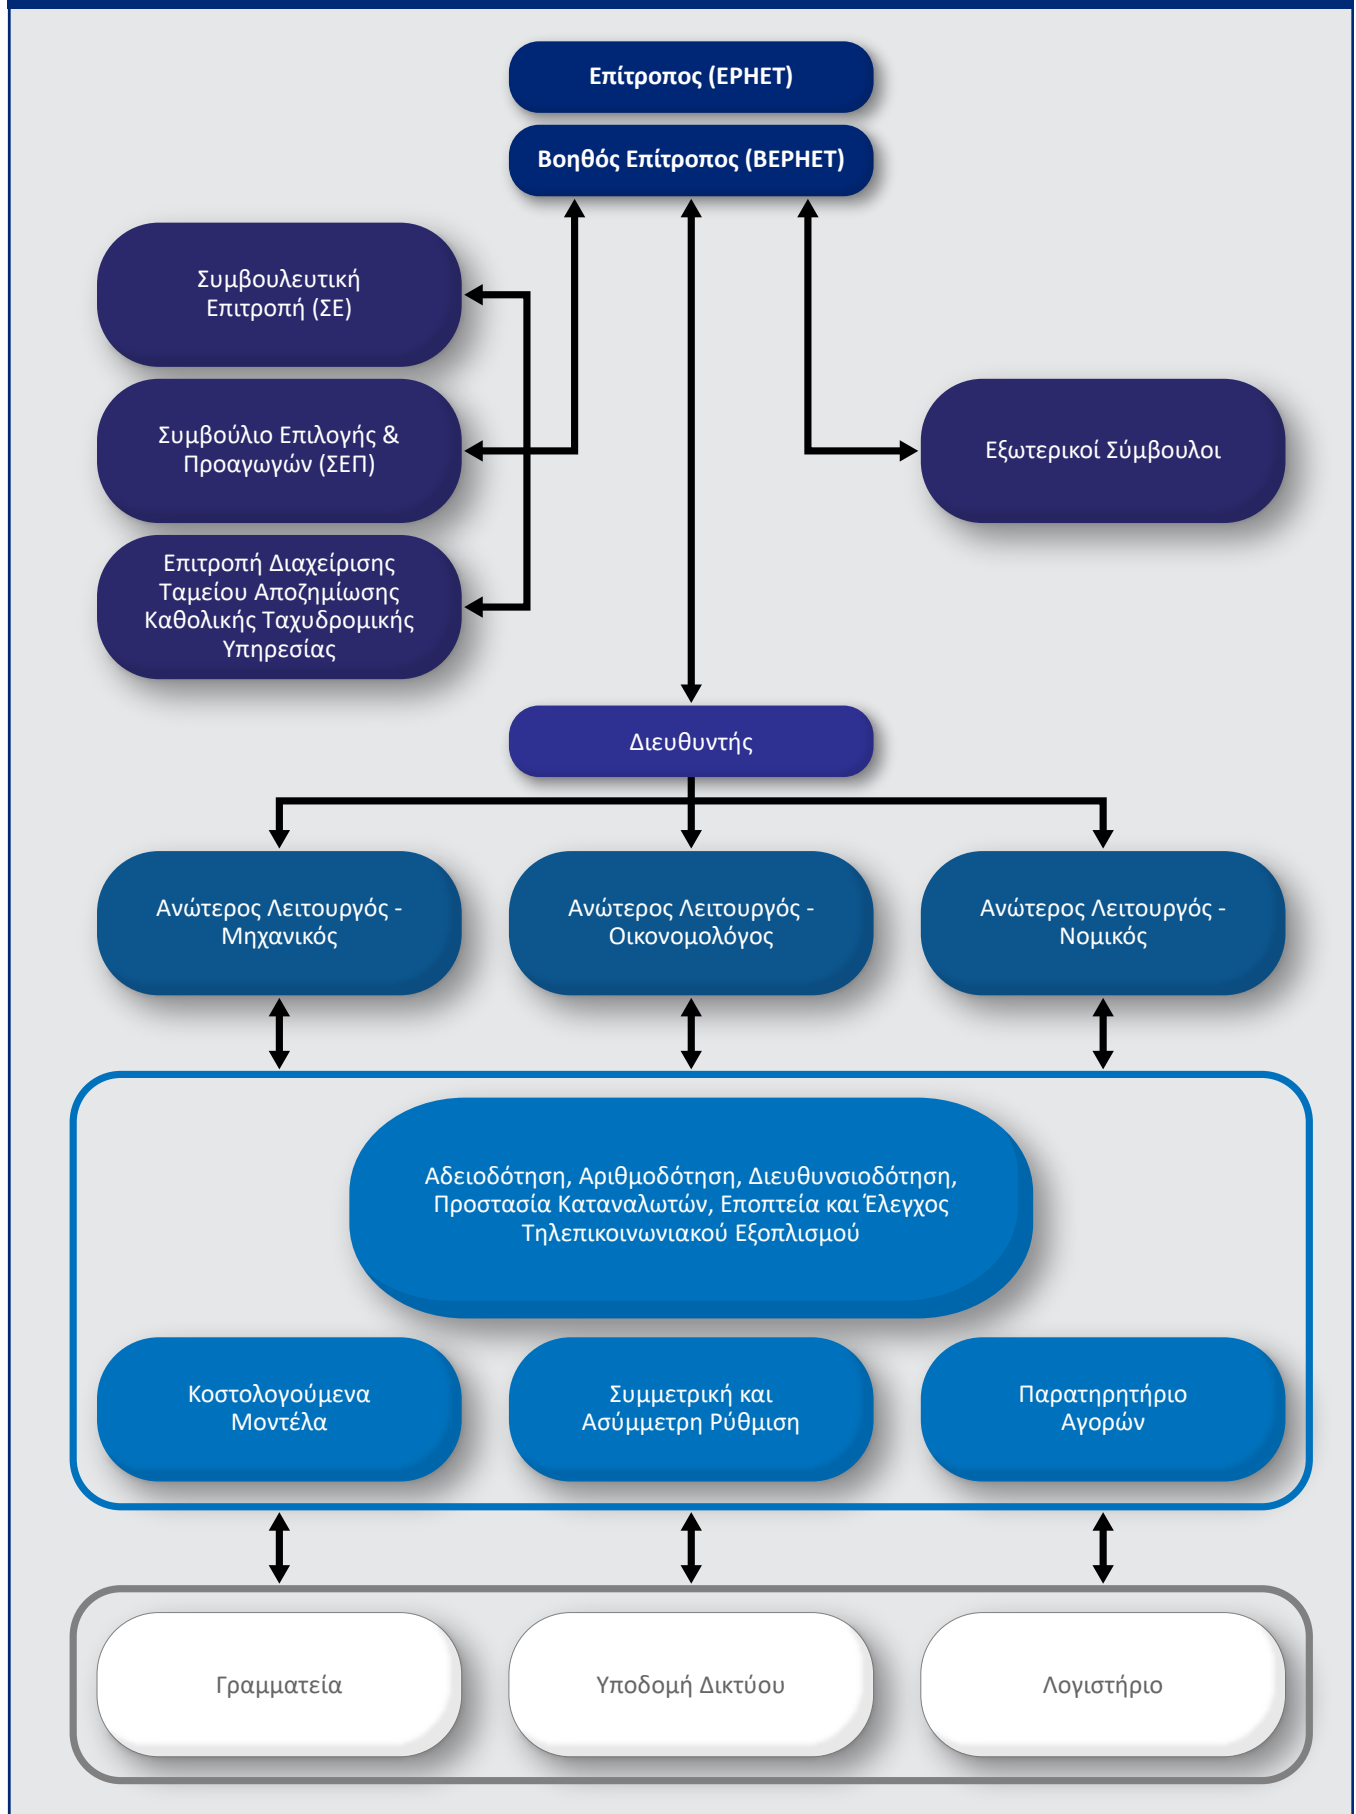 Επίτροπος (ΕΡΗΕΤ)
Βοηθός Επίτροπος (ΒΕΡΗΕΤ)
Συμβουλευτική
Επιτροπή (ΣΕ)
Συμβούλιο Επιλογής &
Προαγωγών (ΣΕΠ)
Εξωτερικοί Σύμβουλοι
Επιτροπή Διαχείρισης
Ταμείου Αποζημίωσης
Καθολικής Ταχυδρομικής
Υπηρεσίας
Διευθυντής
Ανώτερος Λειτουργός -
Μηχανικός
Ανώτερος Λειτουργός -
Οικονομολόγος
Ανώτερος Λειτουργός -
Νομικός
Αδειοδότηση, Αριθμοδότηση, Διευθυνσιοδότηση,
Προστασία Καταναλωτών, Εποπτεία και Έλεγχος
Τηλεπικοινωνιακού Εξοπλισμού
Κοστολογούμενα
Μοντέλα
Συμμετρική και
Ασύμμετρη Ρύθμιση
Παρατηρητήριο
Αγορών
Γραμματεία
Υποδομή Δικτύου
Λογιστήριο